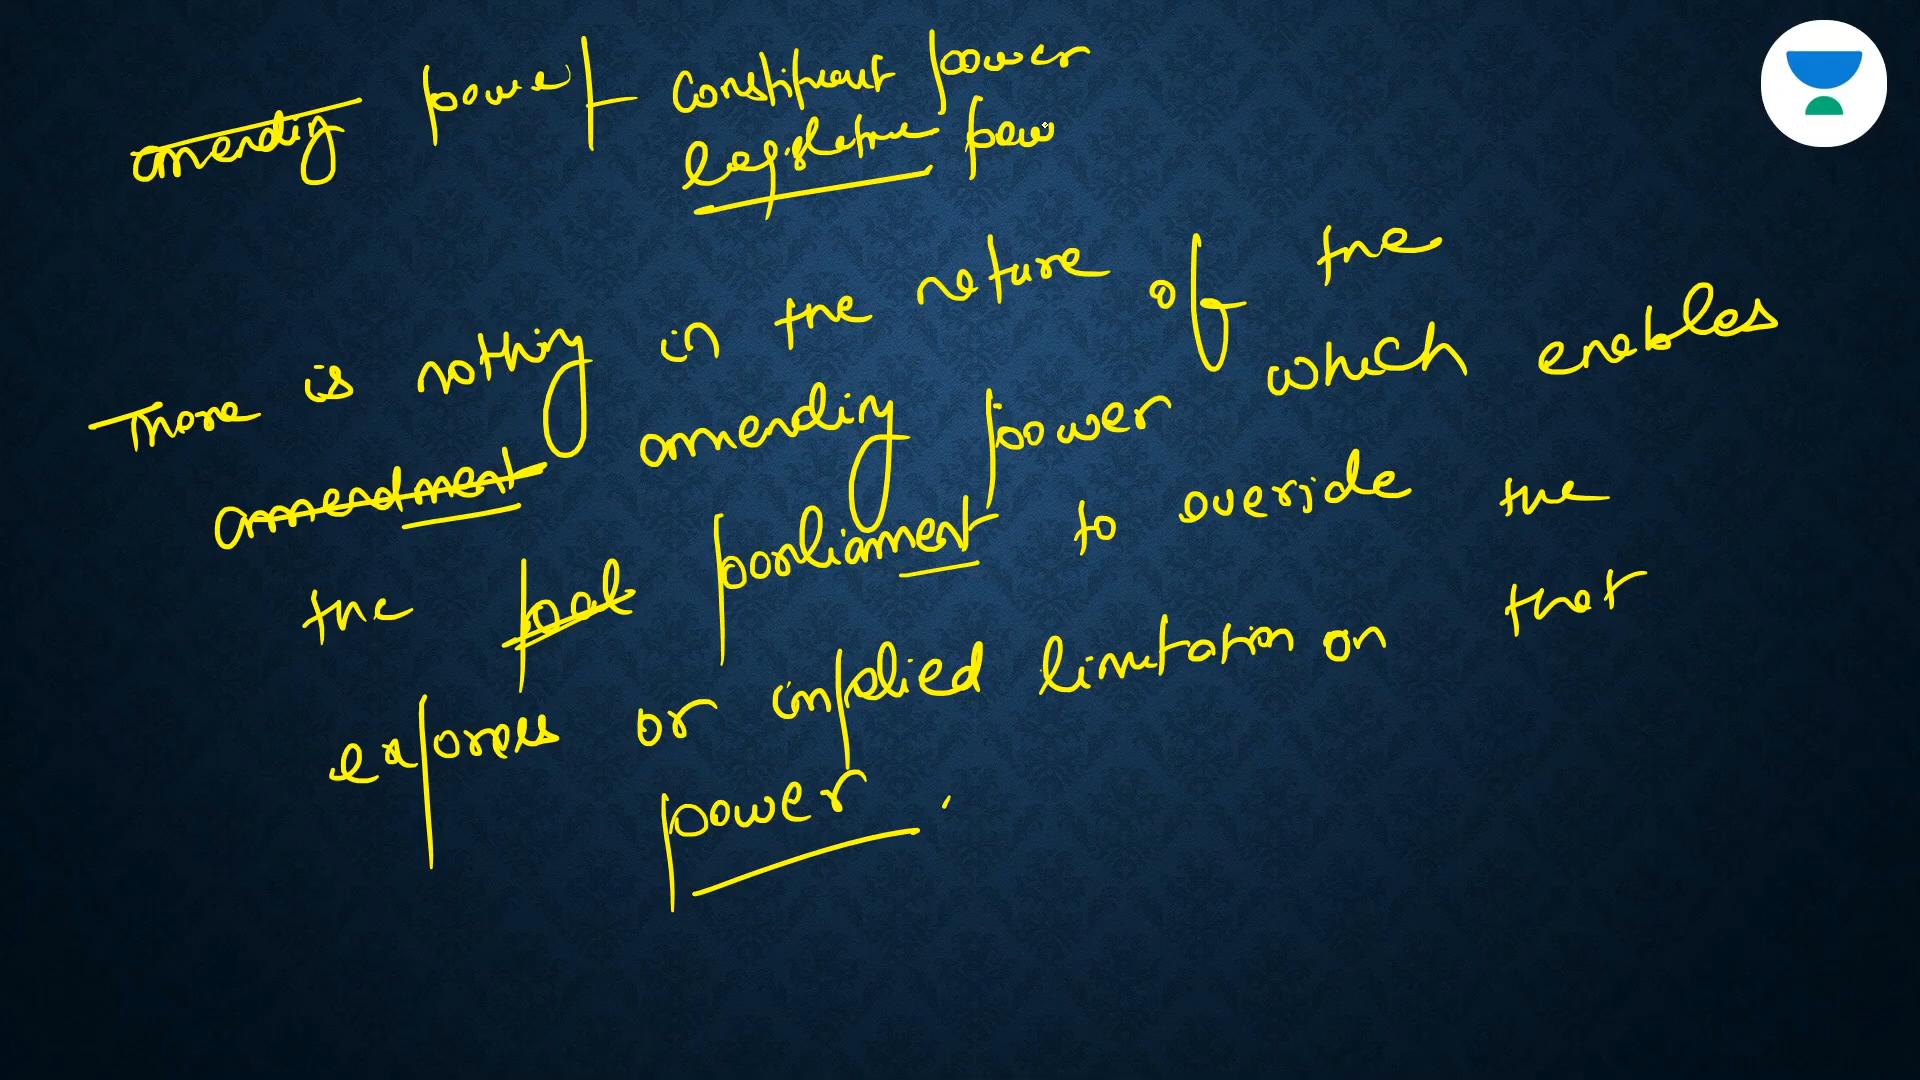 amending power - constituent power
legislative pow
There is nothing in the nature of the
amendment amending power which enables
the pal parliament to override the
express or implied limitation on that
power.